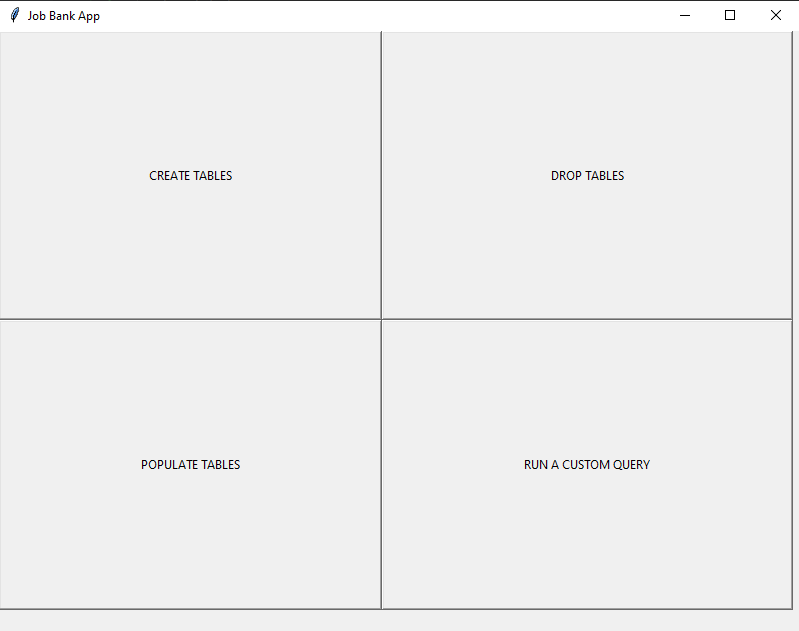 Job Bank App
CREATE TABLES
DROP TABLES
POPULATE TABLES
RUN A CUSTOM QUERY